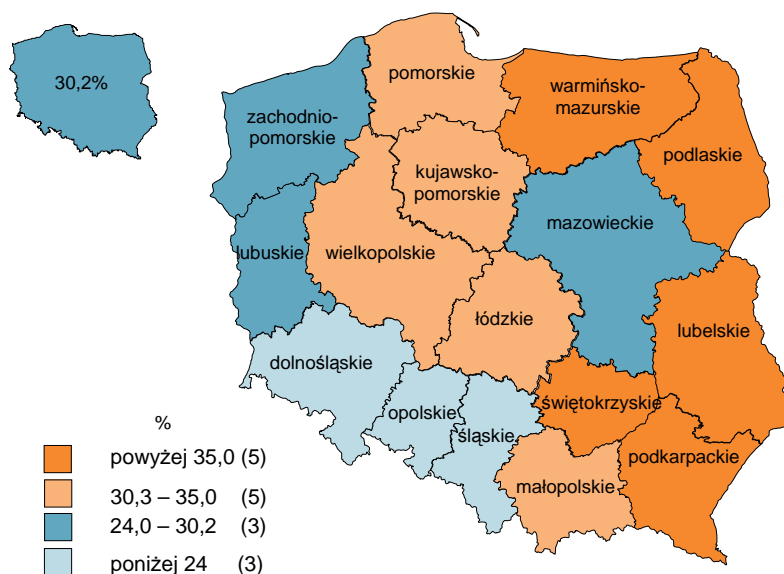 30,2%
pomorskie
warmińsko-
mazurskie
zachodnio-
pomorskie
podlaskie
kujawsko-
pomorskie
mazowieckie
lubuskie
wielkopolskie
łódzkie
lubelskie
dolnośląskie
opolskie
świętokrzyskie
śląskie
podkarpackie
małopolskie
%
powyżej 35,0 (5)
30,3 – 35,0 (5)
24,0 – 30,2 (3)
poniżej 24 (3)